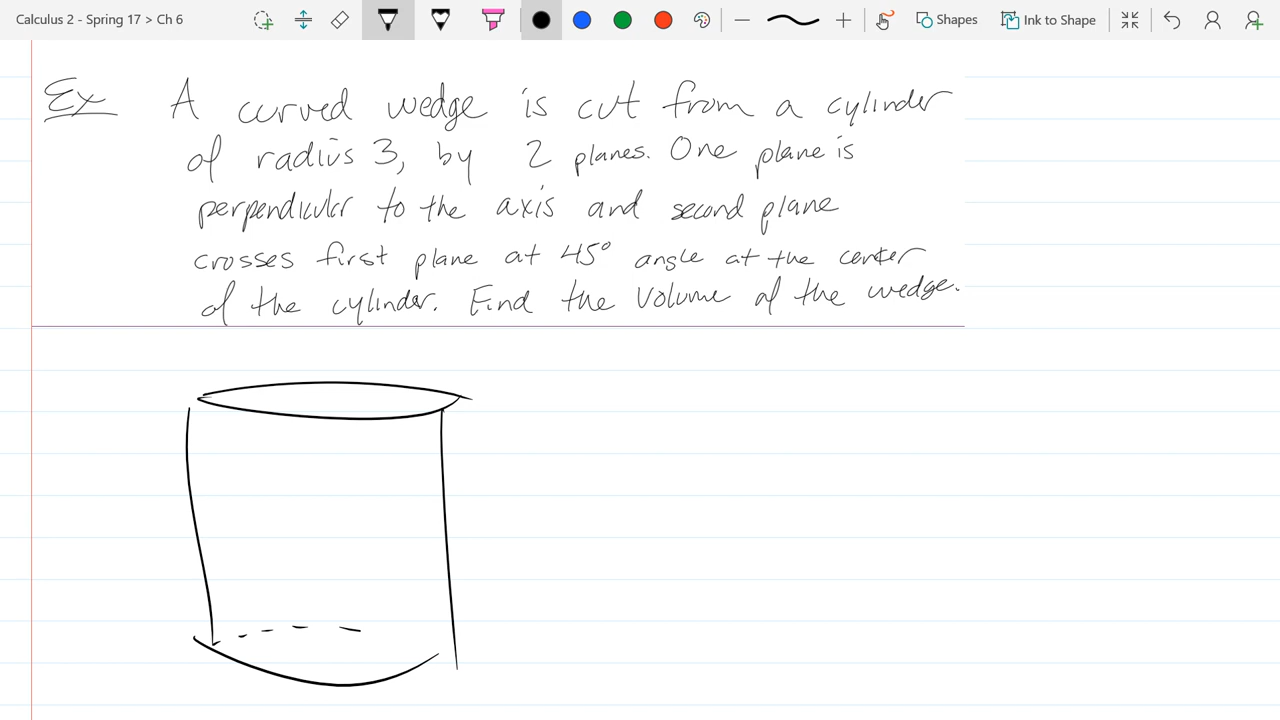 Calculus 2 - Spring 17 > Ch 6
Shapes
Ink to Shape
Ex A curved wedge is cut from a cylinder
of radius 3, by 2 planes. One plane is
perpendicular to the axis and second plane
crosses first plane at 45° angle at the center
of the cylinder. Find the volume of the wedge.